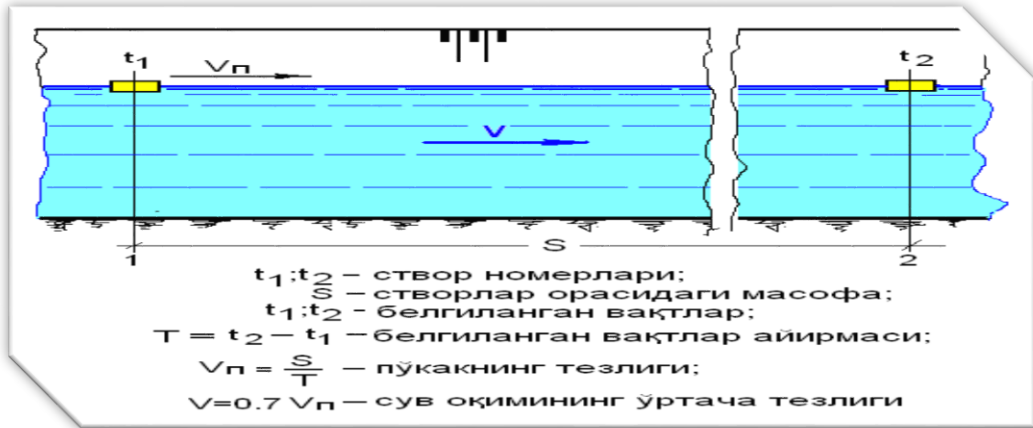 t1 Vп t2
V
S
1 2
t1;t2 – створ номерлари;
S – створлар орасидаги масофа;
t1;t2 - белгиланган вақтлар;
T = t2 – t1 – белгиланган вақтлар айирмаси;
Vп = S/T – пўкакнинг тезлиги;
V=0.7 Vп – сув оқимининг ўртача тезлиги